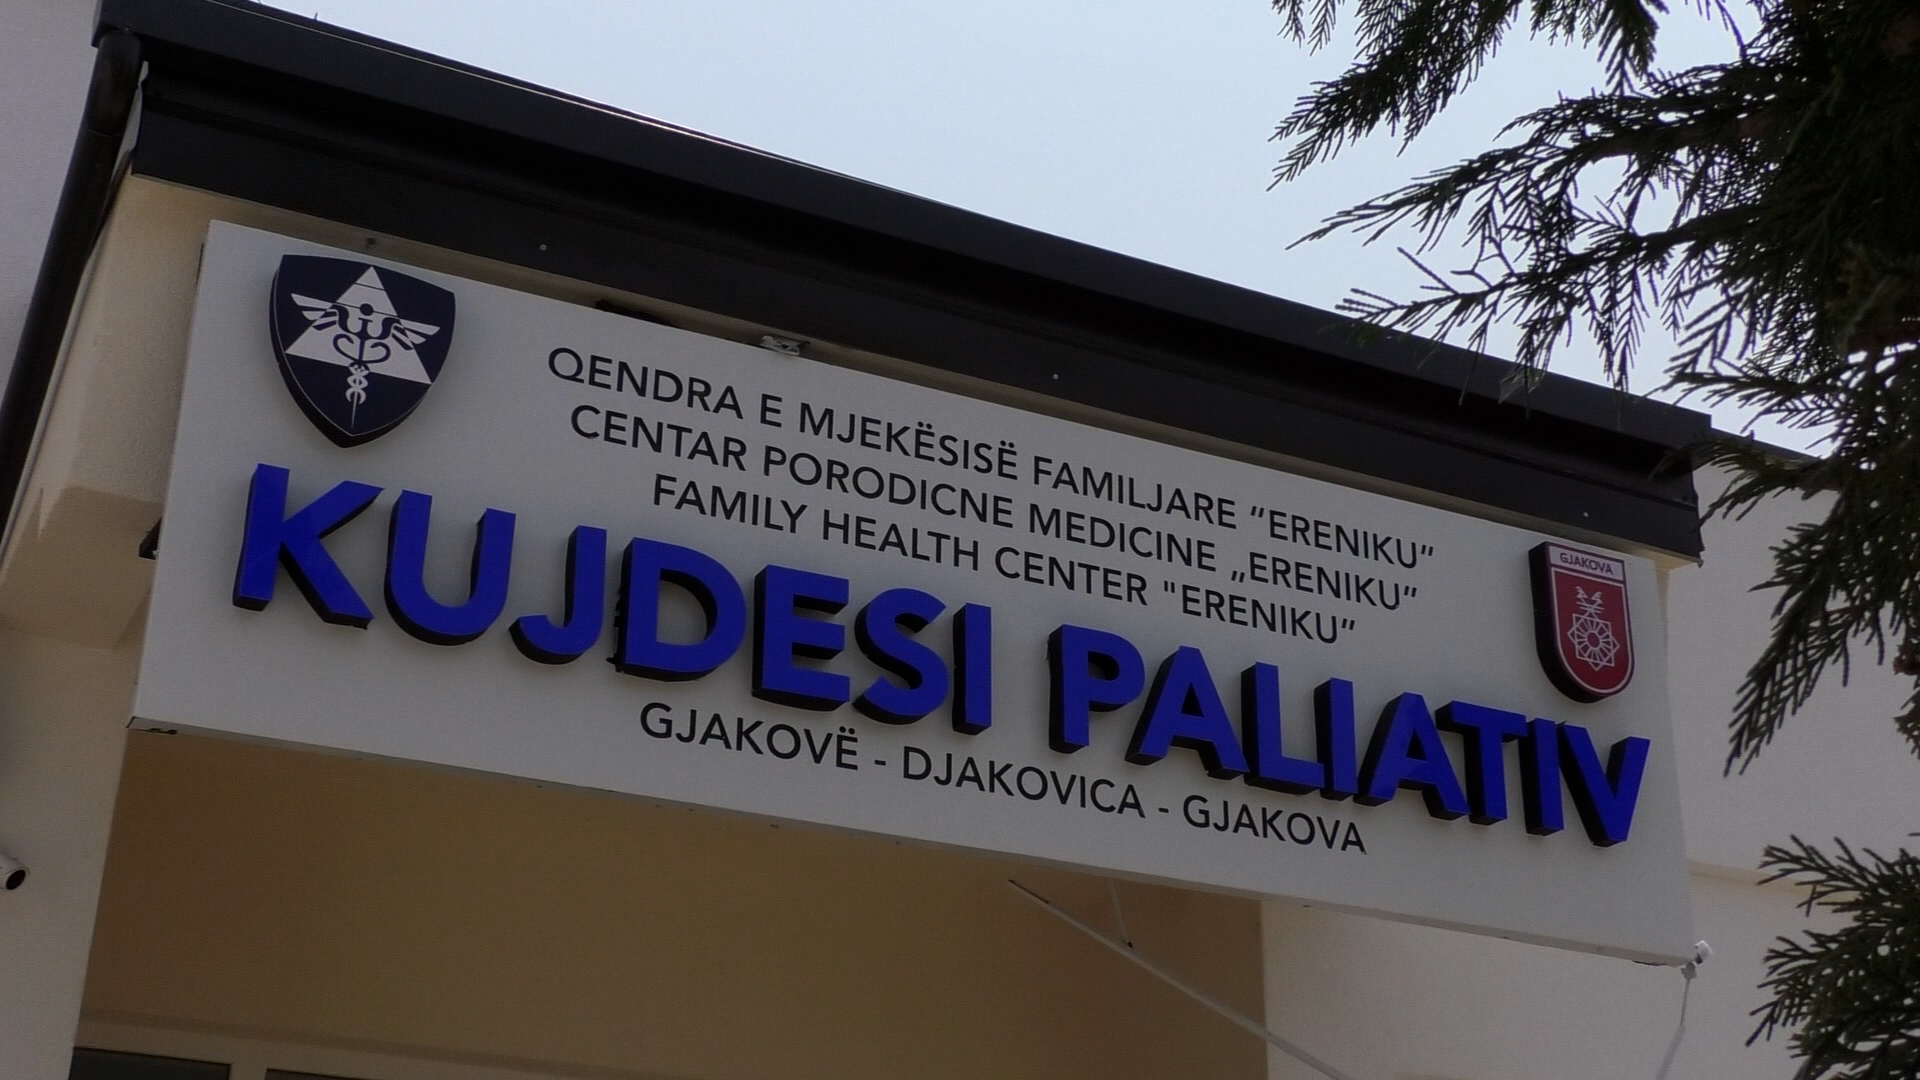 QENDRA E MJEKËSISË FAMILJARE “ERENIKU”
CENTAR PORODICNE MEDICINE „ERENIKU”
FAMILY HEALTH CENTER "ERENIKU”
KUJDESI PALIATIV
GJAKOVË - DJAKOVICA - GJAKOVA
GJAKOVA